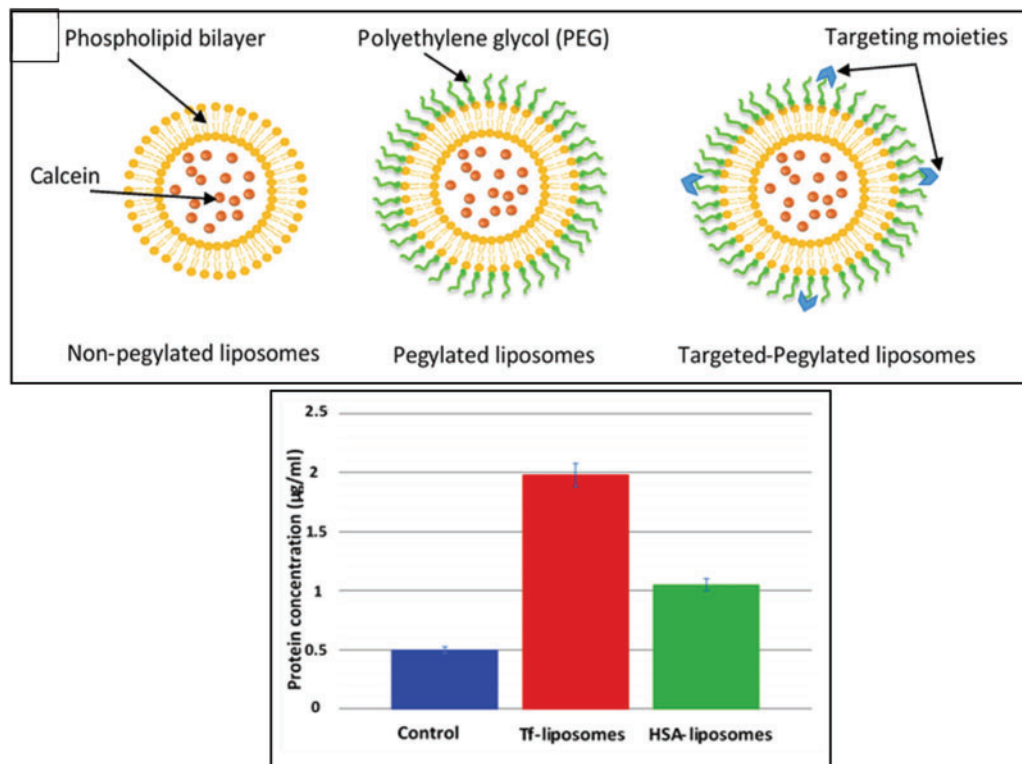 Phospholipid bilayer
Polyethylene glycol (PEG)
Targeting moieties
Calcein
Non-pegylated liposomes
Pegylated liposomes
Targeted-Pegylated liposomes
Protein concentration (µg/ml)
2.5
2
1.5
1
0.5
0
Control
Tf-liposomes
HSA-liposomes